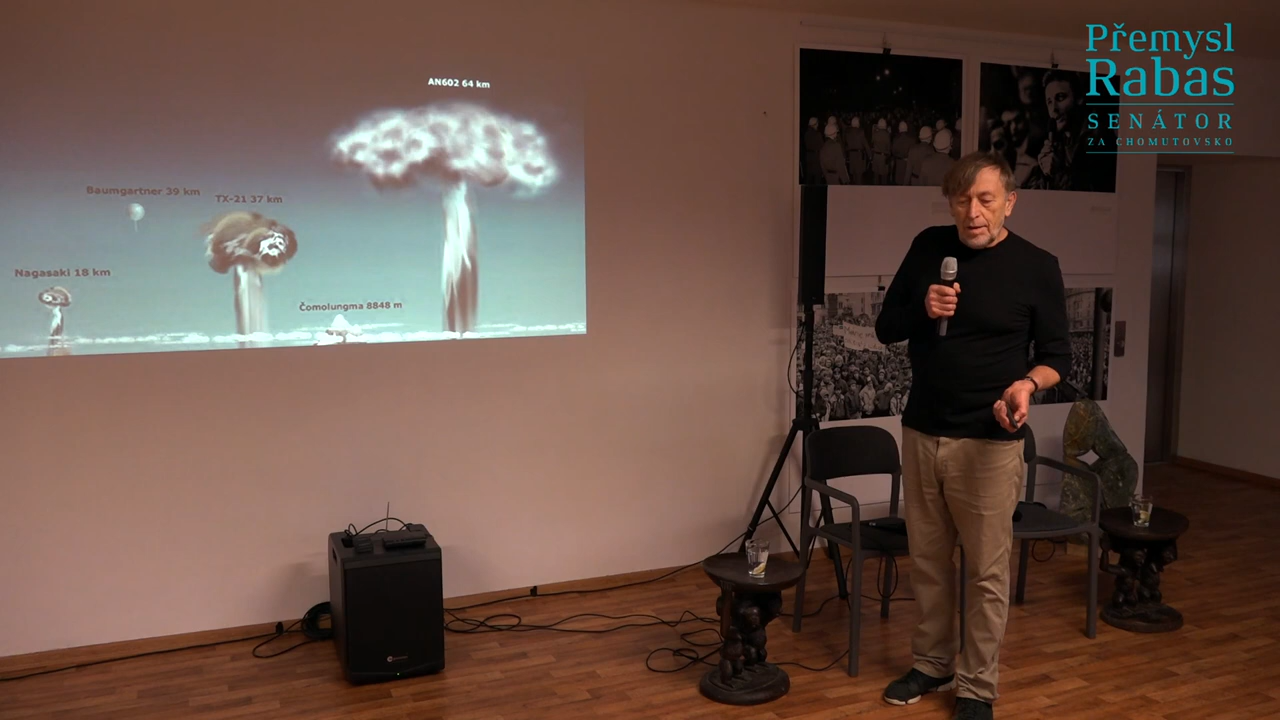 AN602 64 km
Baumgartner 39 km
TX-21 37 km
Nagasaki 18 km
Čomolungma 8848 m
Přemysl
Rabas
SENÁTOR
ZA CHOMUTOVSKO